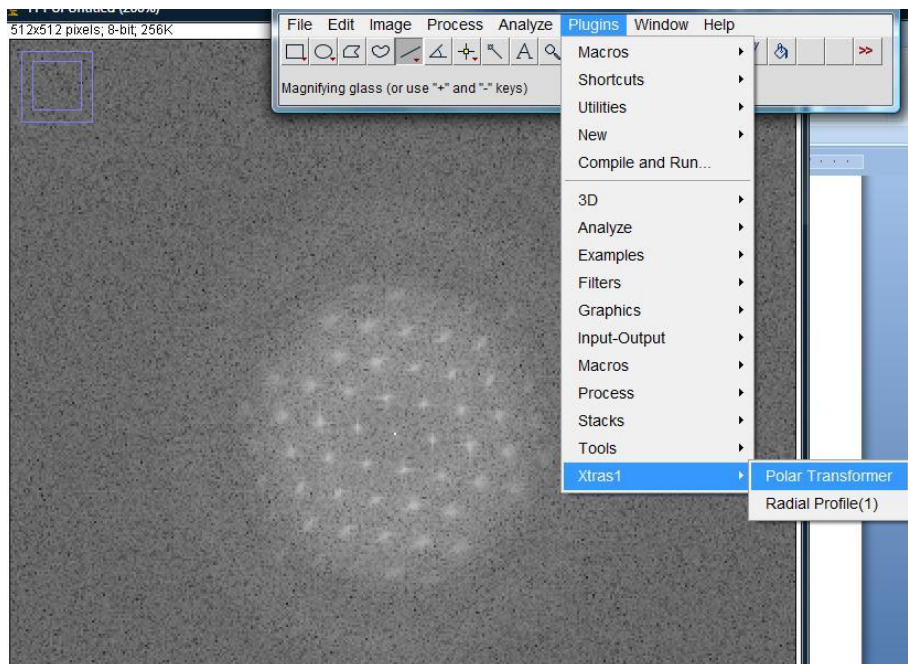 512x512 pixels; 8-bit; 256K
File Edit Image Process Analyze Plugins Window Help
A
>>
Magnifying glass (or use "+" and "-" keys)
Macros
Shortcuts
Utilities
New
Compile and Run...
3D
Analyze
Examples
Filters
Graphics
Input-Output
Macros
Process
Stacks
Tools
Xtras1
Polar Transformer
Radial Profile(1)